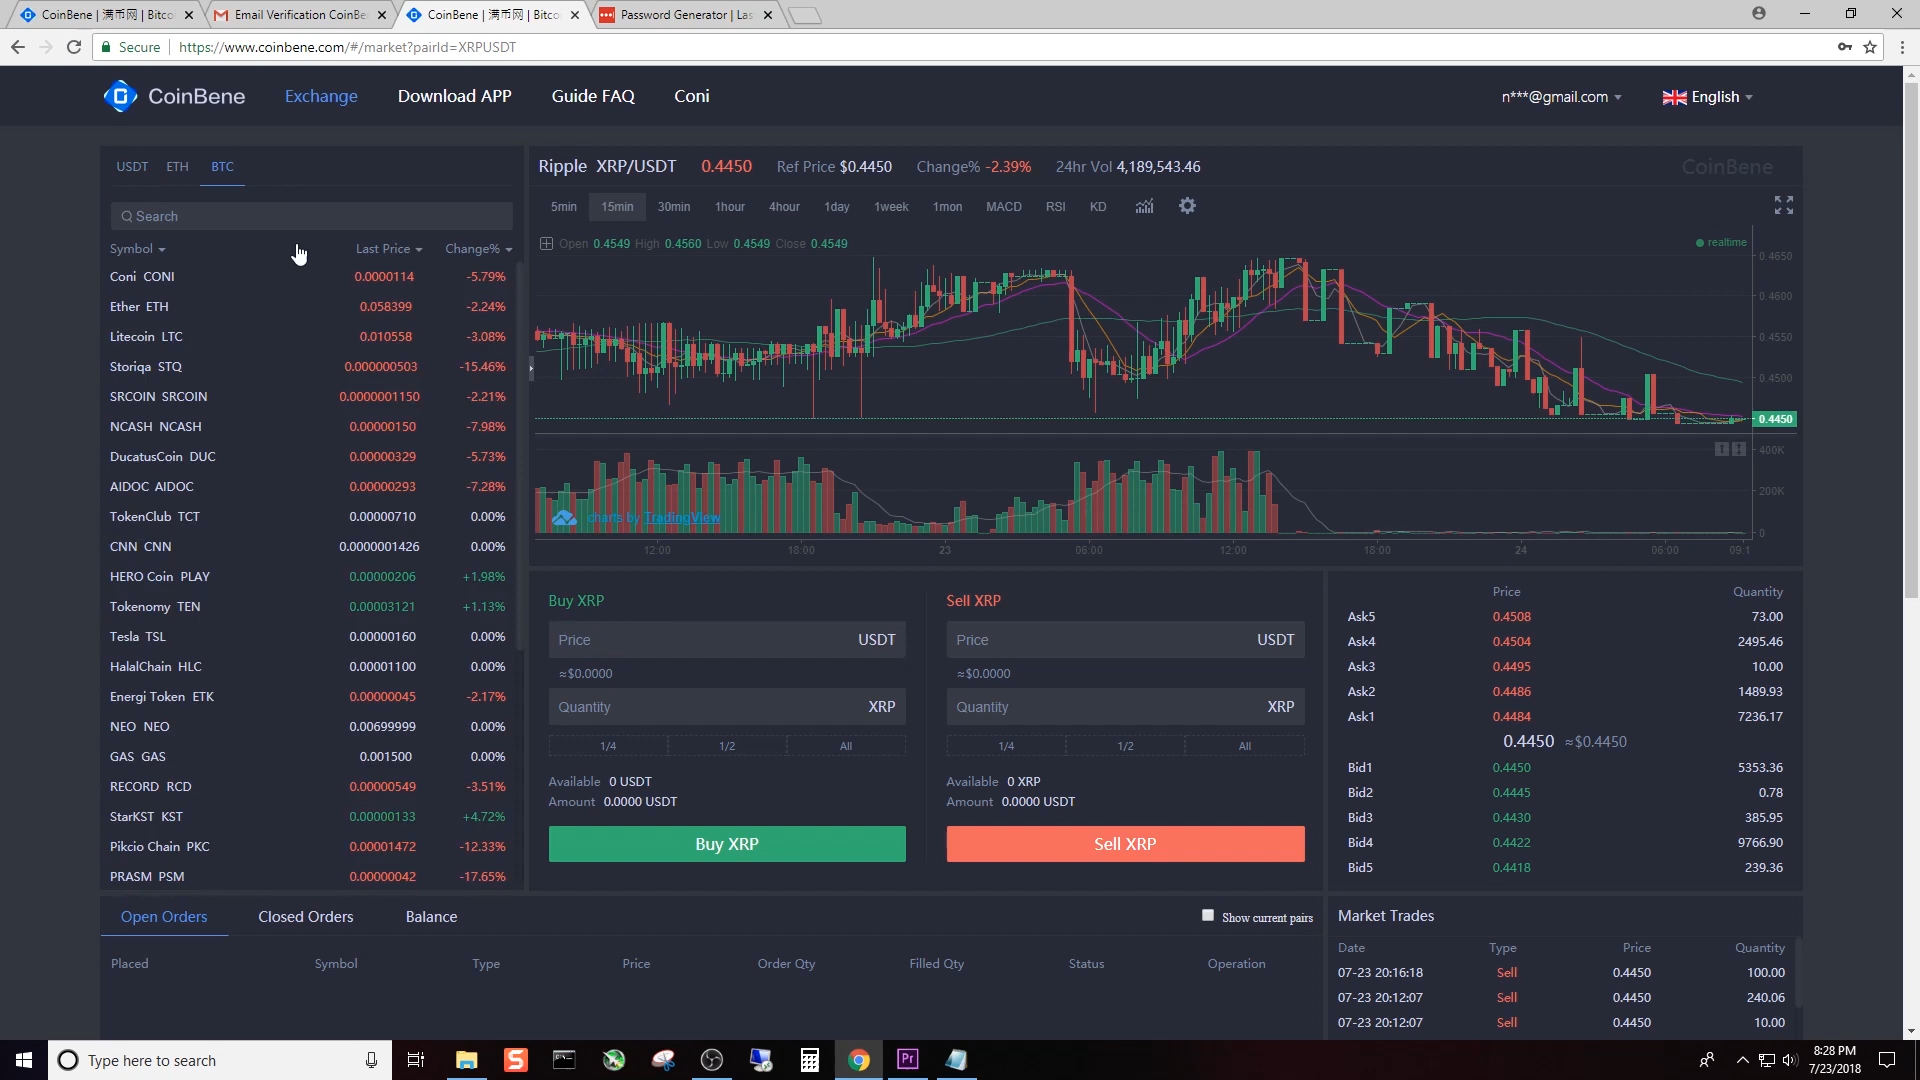 CoinBene | 满币网 | Bitco
Email Verification CoinBe
CoinBene | 满币网 | Bitco
Password Generator | Las
Secure
https://www.coinbene.com/#/market?pairId=XRPUSDT
CoinBene
Exchange
Download APP
Guide FAQ
Coni
n***@gmail.com
English
USDT ETH BTC
Search
Symbol Last Price Change%
Coni CONI 0.0000114 -5.79%
Ether ETH 0.058399 -2.24%
Litecoin LTC 0.010558 -3.08%
Storiqa STQ 0.000000503 -15.46%
SRCOIN SRCOIN 0.0000001150 -2.21%
NCASH NCASH 0.00000150 -7.98%
DucatusCoin DUC 0.00000329 -5.73%
AIDOC AIDOC 0.00000293 -7.28%
TokenClub TCT 0.00000710 0.00%
CNN CNN 0.0000001426 0.00%
HERO Coin PLAY 0.00000206 +1.98%
Tokenomy TEN 0.00003121 +1.13%
Tesla TSL 0.00000160 0.00%
HalalChain HLC 0.00001100 0.00%
Energi Token ETK 0.00000045 -2.17%
NEO NEO 0.00699999 0.00%
GAS GAS 0.001500 0.00%
RECORD RCD 0.00000549 -3.51%
StarKST KST 0.00000133 +4.72%
Pikcio Chain PKC 0.00001472 -12.33%
PRASM PSM 0.00000042 -17.65%
Ripple XRP/USDT 0.4450 Ref Price $0.4450 Change% -2.39% 24hr Vol 4,189,543.46
CoinBene
5min 15min 30min 1hour 4hour 1day 1week 1mon MACD RSI KD
Open 0.4549 High 0.4560 Low 0.4549 Close 0.4549
realtime
0.4650
0.4600
0.4550
0.4500
0.4450
400K
200K
0
charts by TradingView
12:00 18:00 23 06:00 12:00 18:00 24 06:00 09:1
Buy XRP
Price USDT
≈$0.0000
Quantity XRP
1/4 1/2 All
Available 0 USDT
Amount 0.0000 USDT
Buy XRP
Sell XRP
Price USDT
≈$0.0000
Quantity XRP
1/4 1/2 All
Available 0 XRP
Amount 0.0000 USDT
Sell XRP
Price Quantity
Ask5 0.4508 73.00
Ask4 0.4504 2495.46
Ask3 0.4495 10.00
Ask2 0.4486 1489.93
Ask1 0.4484 7236.17
0.4450 ≈$0.4450
Bid1 0.4450 5353.36
Bid2 0.4445 0.78
Bid3 0.4430 385.95
Bid4 0.4422 9766.90
Bid5 0.4418 239.36
Open Orders Closed Orders Balance
Show current pairs
Placed Symbol Type Price Order Qty Filled Qty Status Operation
Market Trades
Date Type Price Quantity
07-23 20:16:18 Sell 0.4450 100.00
07-23 20:12:07 Sell 0.4450 240.06
07-23 20:12:07 Sell 0.4450 10.00
Type here to search
S
Pr
8:28 PM
7/23/2018